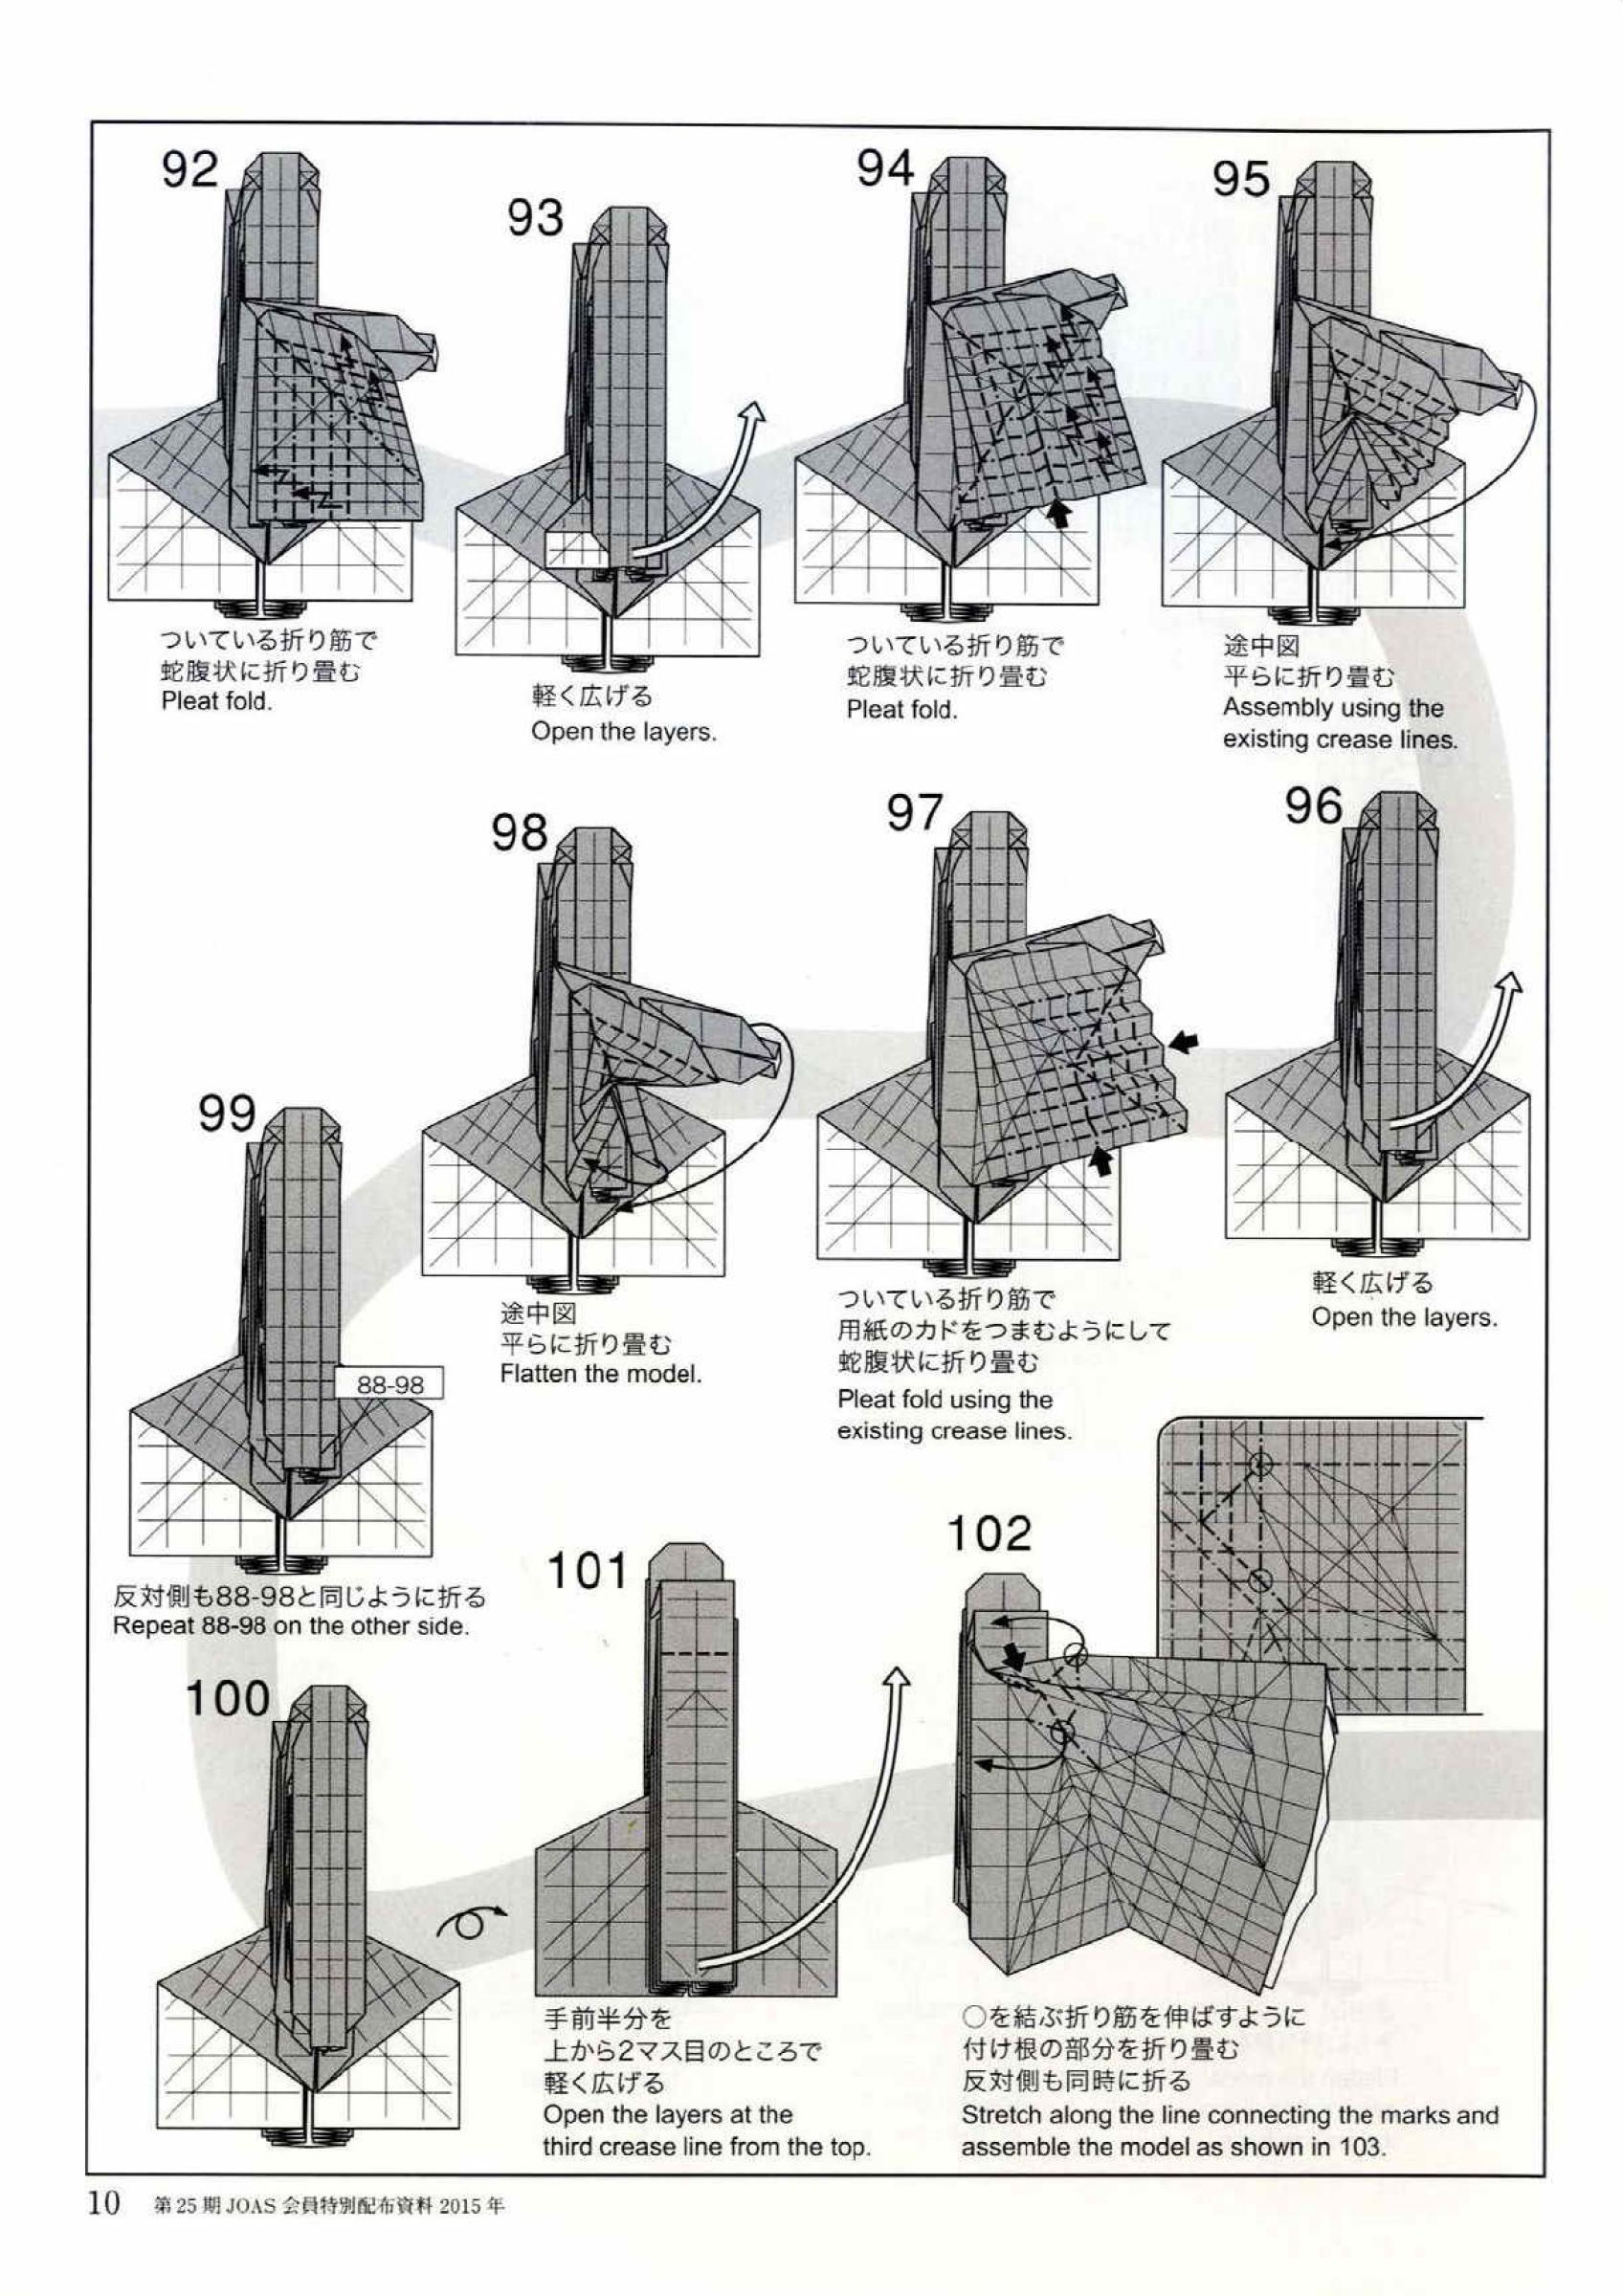 92
ついている折り筋で
蛇腹状に折り畳む
Pleat fold.
93
軽く広げる
Open the layers.
94
ついている折り筋で
蛇腹状に折り畳む
Pleat fold.
95
途中図
平らに折り畳む
Assembly using the
existing crease lines.
96
軽く広げる
Open the layers.
97
ついている折り筋で
用紙のカドをつまむようにして
蛇腹状に折り畳む
Pleat fold using the
existing crease lines.
98
途中図
平らに折り畳む
Flatten the model.
99
88-98
反対側も88-98と同じように折る
Repeat 88-98 on the other side.
100
101
手前半分を
上から2マス目のところで
軽く広げる
Open the layers at the
third crease line from the top.
102
○を結ぶ折り筋を伸ばすように
付け根の部分を折り畳む
反対側も同時に折る
Stretch along the line connecting the marks and
assemble the model as shown in 103.
10 第25期 JOAS 会員特別配布資料 2015 年